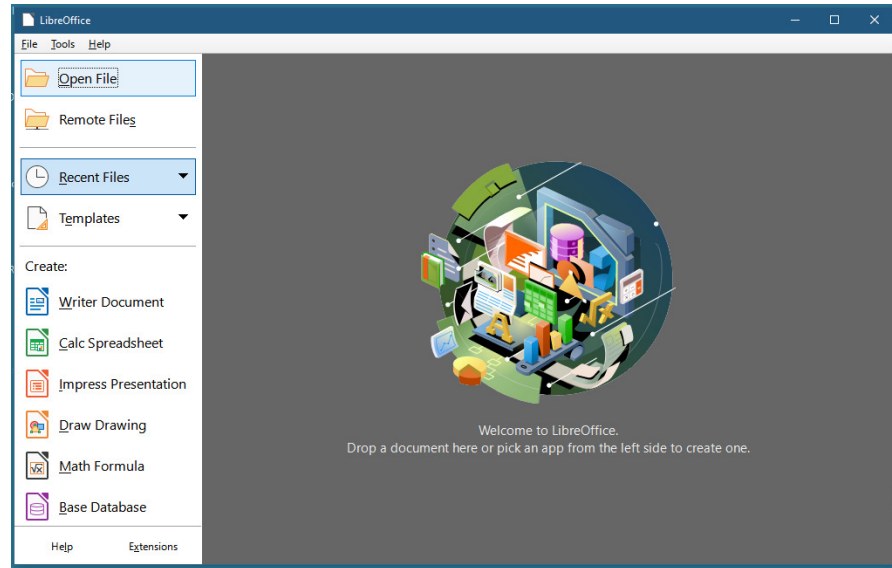 LibreOffice
File Tools Help
Open File
Remote Files
Recent Files
Templates
Create:
Writer Document
Calc Spreadsheet
Impress Presentation
Draw Drawing
Math Formula
Base Database
Help Extensions
Welcome to LibreOffice.
Drop a document here or pick an app from the left side to create one.